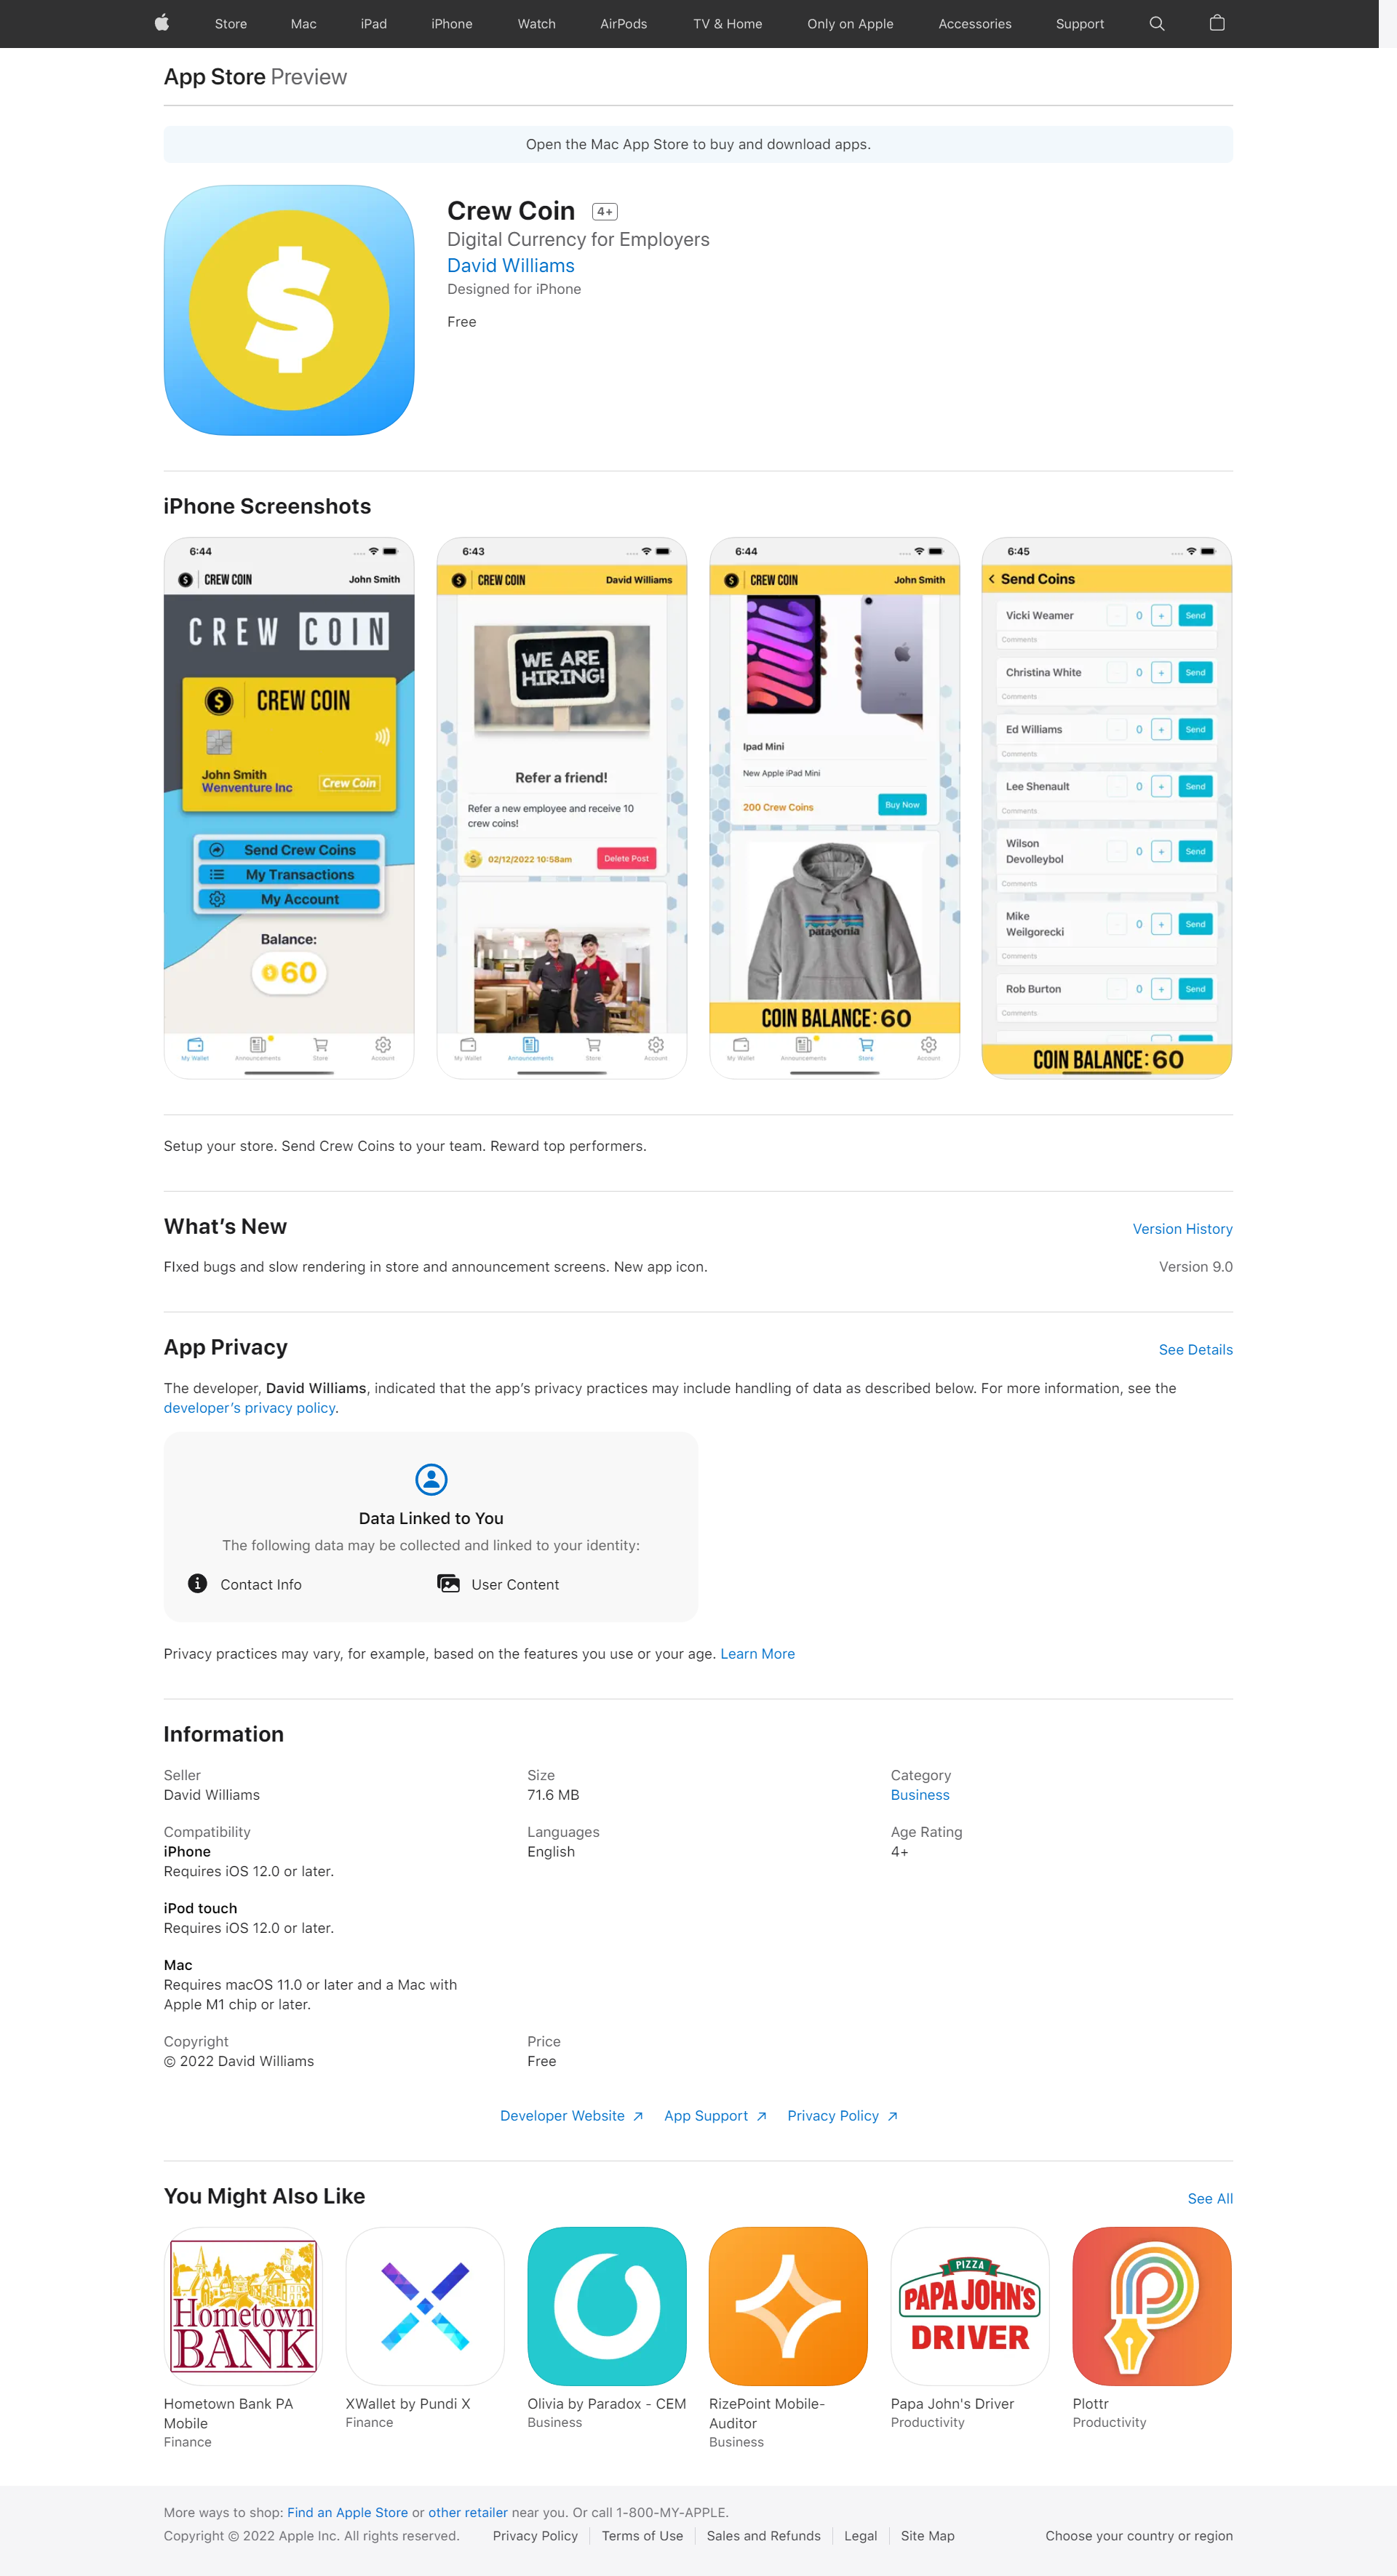 Store Mac iPad iPhone Watch AirPods TV & Home Only on Apple Accessories Support
App Store Preview
Open the Mac App Store to buy and download apps.
Crew Coin 4+
Digital Currency for Employers
David Williams
Designed for iPhone
Free
iPhone Screenshots
6:44
CREW COIN John Smith
CREW COIN
CREW COIN
John Smith
Wenventure Inc Crew Coin
Send Crew Coins
My Transactions
My Account
Balance:
60
My Wallet Announcements Store Account
6:43
CREW COIN David Williams
WE ARE
HIRING!
Refer a friend!
Refer a new employee and receive 10
crew coins!
02/12/2022 10:58am Delete Post
My Wallet Announcements Store Account
6:44
CREW COIN John Smith
Ipad Mini
New Apple iPad Mini
200 Crew Coins Buy Now
patagonia
COIN BALANCE: 60
My Wallet Announcements Store Account
6:45
Send Coins
Vicki Weamer - 0 + Send
Comments
Christina White - 0 + Send
Comments
Ed Williams - 0 + Send
Comments
Lee Shenault - 0 + Send
Comments
Wilson
Devolleybol - 0 + Send
Comments
Mike
Weilgorecki - 0 + Send
Comments
Rob Burton - 0 + Send
Comments
COIN BALANCE: 60
Setup your store. Send Crew Coins to your team. Reward top performers.
What's New Version History
FIxed bugs and slow rendering in store and announcement screens. New app icon. Version 9.0
App Privacy See Details
The developer, David Williams, indicated that the app's privacy practices may include handling of data as described below. For more information, see the
developer's privacy policy.
Data Linked to You
The following data may be collected and linked to your identity:
Contact Info User Content
Privacy practices may vary, for example, based on the features you use or your age. Learn More
Information
Seller Size Category
David Williams 71.6 MB Business
Compatibility Languages Age Rating
iPhone English 4+
Requires iOS 12.0 or later.
iPod touch
Requires iOS 12.0 or later.
Mac
Requires macOS 11.0 or later and a Mac with
Apple M1 chip or later.
Copyright Price
© 2022 David Williams Free
Developer Website App Support Privacy Policy
You Might Also Like See All
Hometown
BANK
PIZZA
PAPA JOHN'S
DRIVER
Hometown Bank PA
Mobile
Finance
XWallet by Pundi X
Finance
Olivia by Paradox - CEM
Business
RizePoint Mobile-
Auditor
Business
Papa John's Driver
Productivity
Plottr
Productivity
More ways to shop: Find an Apple Store or other retailer near you. Or call 1-800-MY-APPLE.
Copyright © 2022 Apple Inc. All rights reserved. Privacy Policy Terms of Use Sales and Refunds Legal Site Map Choose your country or region